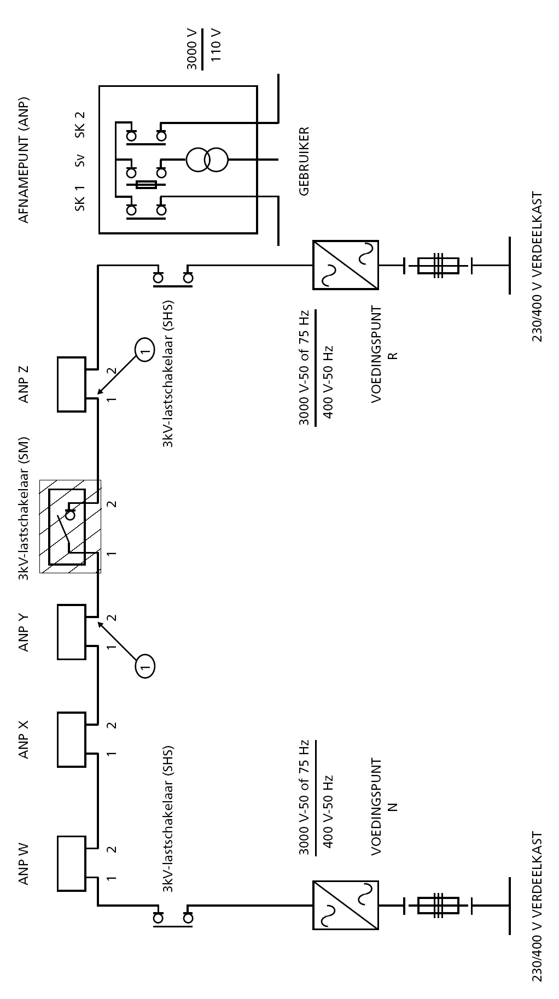 ANP W
ANP X
ANP Y
3kV-lastschakelaar (SM)
ANP Z
AFNAMEPUNT (ANP)
SK 1
Sv
SK 2
1
2
1
2
1
2
1
2
1
2
1
1
3kV-lastschakelaar (SHS)
3kV-lastschakelaar (SHS)
3000 V
110 V
GEBRUIKER
3000 V-50 of 75 Hz
400 V-50 Hz
3000 V-50 of 75 Hz
400 V-50 Hz
VOEDINGSPUNT
N
VOEDINGSPUNT
R
230/400 V VERDEELKAST
230/400 V VERDEELKAST